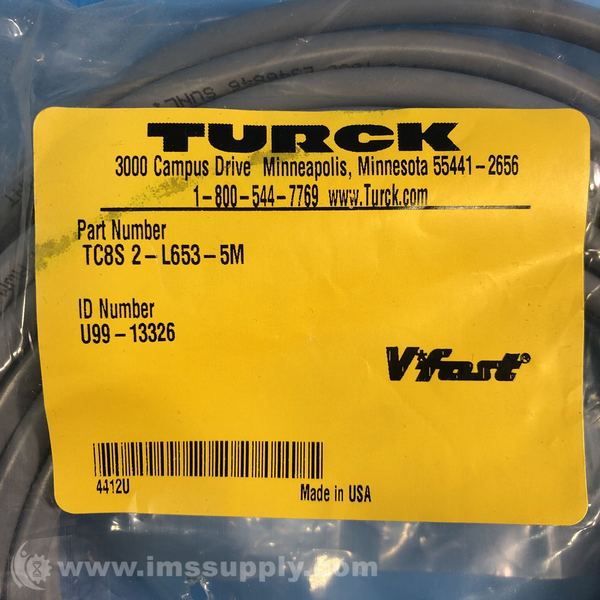 TURCK
3000 Campus Drive Minneapolis, Minnesota 55441-2656
1-800-544-7769 www.Turck.com
Part Number
TC8S 2-L653-5M
ID Number
U99-13326
V*fast®
4412U
Made in USA
www.imssupply.com